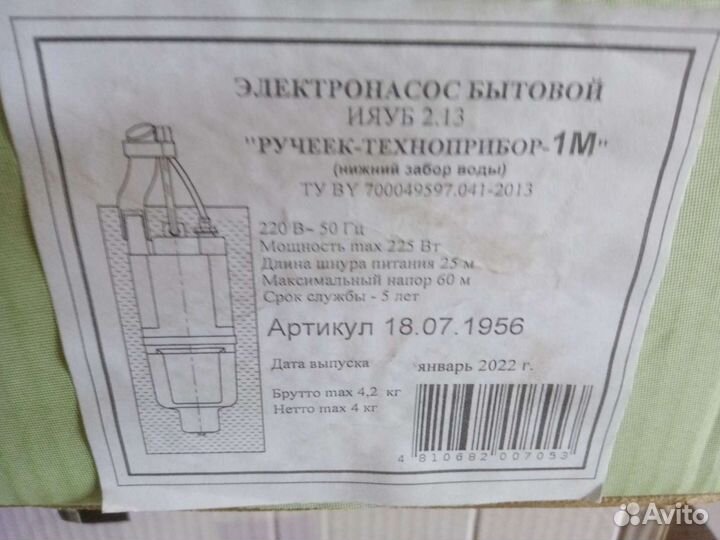 ЭЛЕКТРОНАСОС БЫТОВОЙ
ИЯУБ 2.13
"РУЧЕЕК-ТЕХНОПРИБОР-1М"
(нижний забор воды)
ТУ BY 700049597.041-2013
220 В~ 50 Гц
Мощность max 225 Вт
Длина шнура питания 25 м
Максимальный напор 60 м
Срок службы - 5 лет
Артикул 18.07.1956
Дата выпуска январь 2022 г.
Брутто max 4,2 кг
Нетто max 4 кг
4 810682 007053
Avito